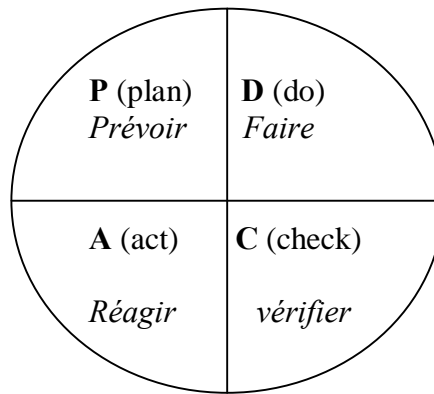 P (plan)
Prévoir
D (do)
Faire
A (act)
Réagir
C (check)
vérifier